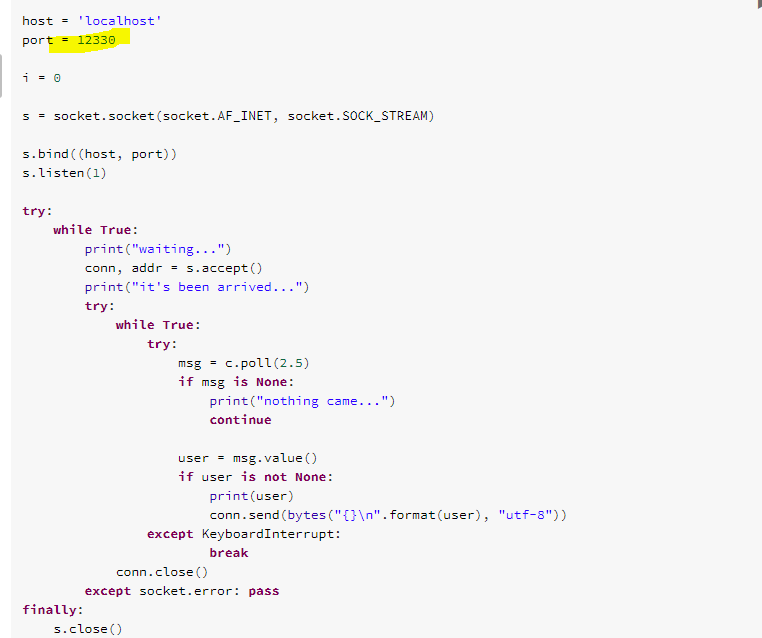 host = 'localhost'
port = 12330
i = 0
s = socket.socket(socket.AF_INET, socket.SOCK_STREAM)
s.bind((host, port))
s.listen(1)
try:
    while True:
        print("waiting...")
        conn, addr = s.accept()
        print("it's been arrived...")
        try:
            while True:
                try:
                    msg = c.poll(2.5)
                    if msg is None:
                        print("nothing came...")
                        continue
                    user = msg.value()
                    if user is not None:
                        print(user)
                        conn.send(bytes("{}\n".format(user), "utf-8"))
                except KeyboardInterrupt:
                        break
            conn.close()
        except socket.error: pass
finally:
    s.close()